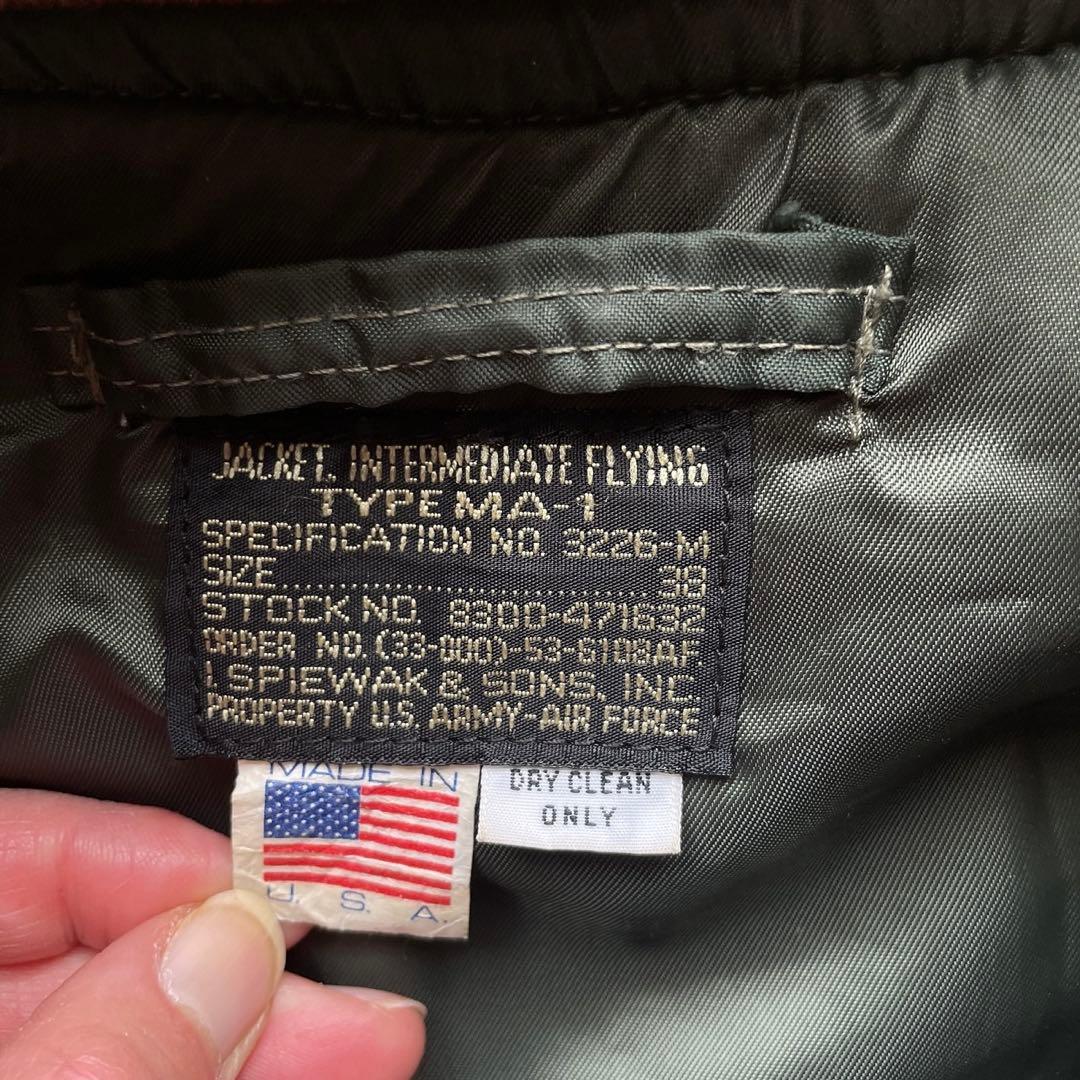 JACKET, INTERMEDIATE FLYING
TYPE MA-1
SPECIFICATION NO. 3226-M
SIZE....................................38
STOCK NO. 8300-471632
ORDER NO. (33-000)-53-6108AF.
I. SPIEWAK & SONS, INC.
PROPERTY U.S. ARMY-AIR FORCE
MADE IN
U. S. A.
DRY CLEAN
ONLY